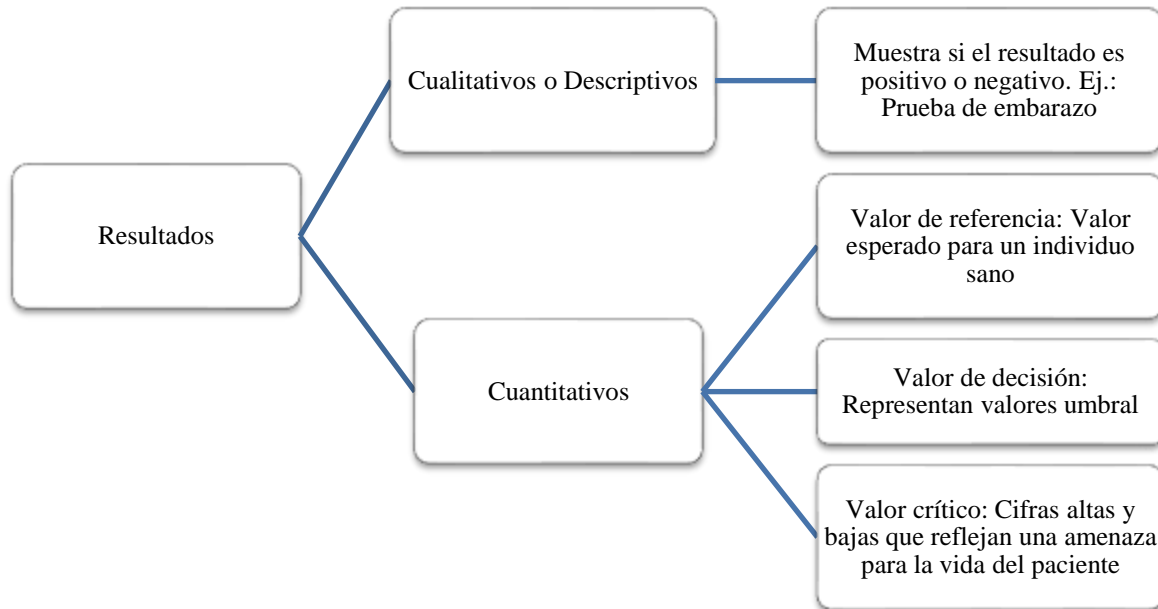 Resultados
Cualitativos o Descriptivos
Muestra si el resultado es
positivo o negativo. Ej.:
Prueba de embarazo
Cuantitativos
Valor de referencia: Valor
esperado para un individuo
sano
Valor de decisión:
Representan valores umbral
Valor crítico: Cifras altas y
bajas que reflejan una amenaza
para la vida del paciente